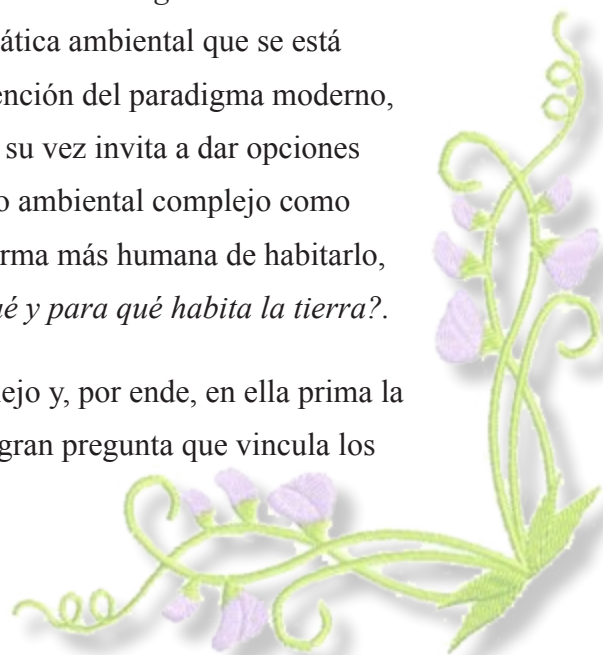 ática ambiental que se está
ención del paradigma moderno,
su vez invita a dar opciones
o ambiental complejo como
rma más humana de habitarlo,
ué y para qué habita la tierra?.
ejo y, por ende, en ella prima la
gran pregunta que vincula los